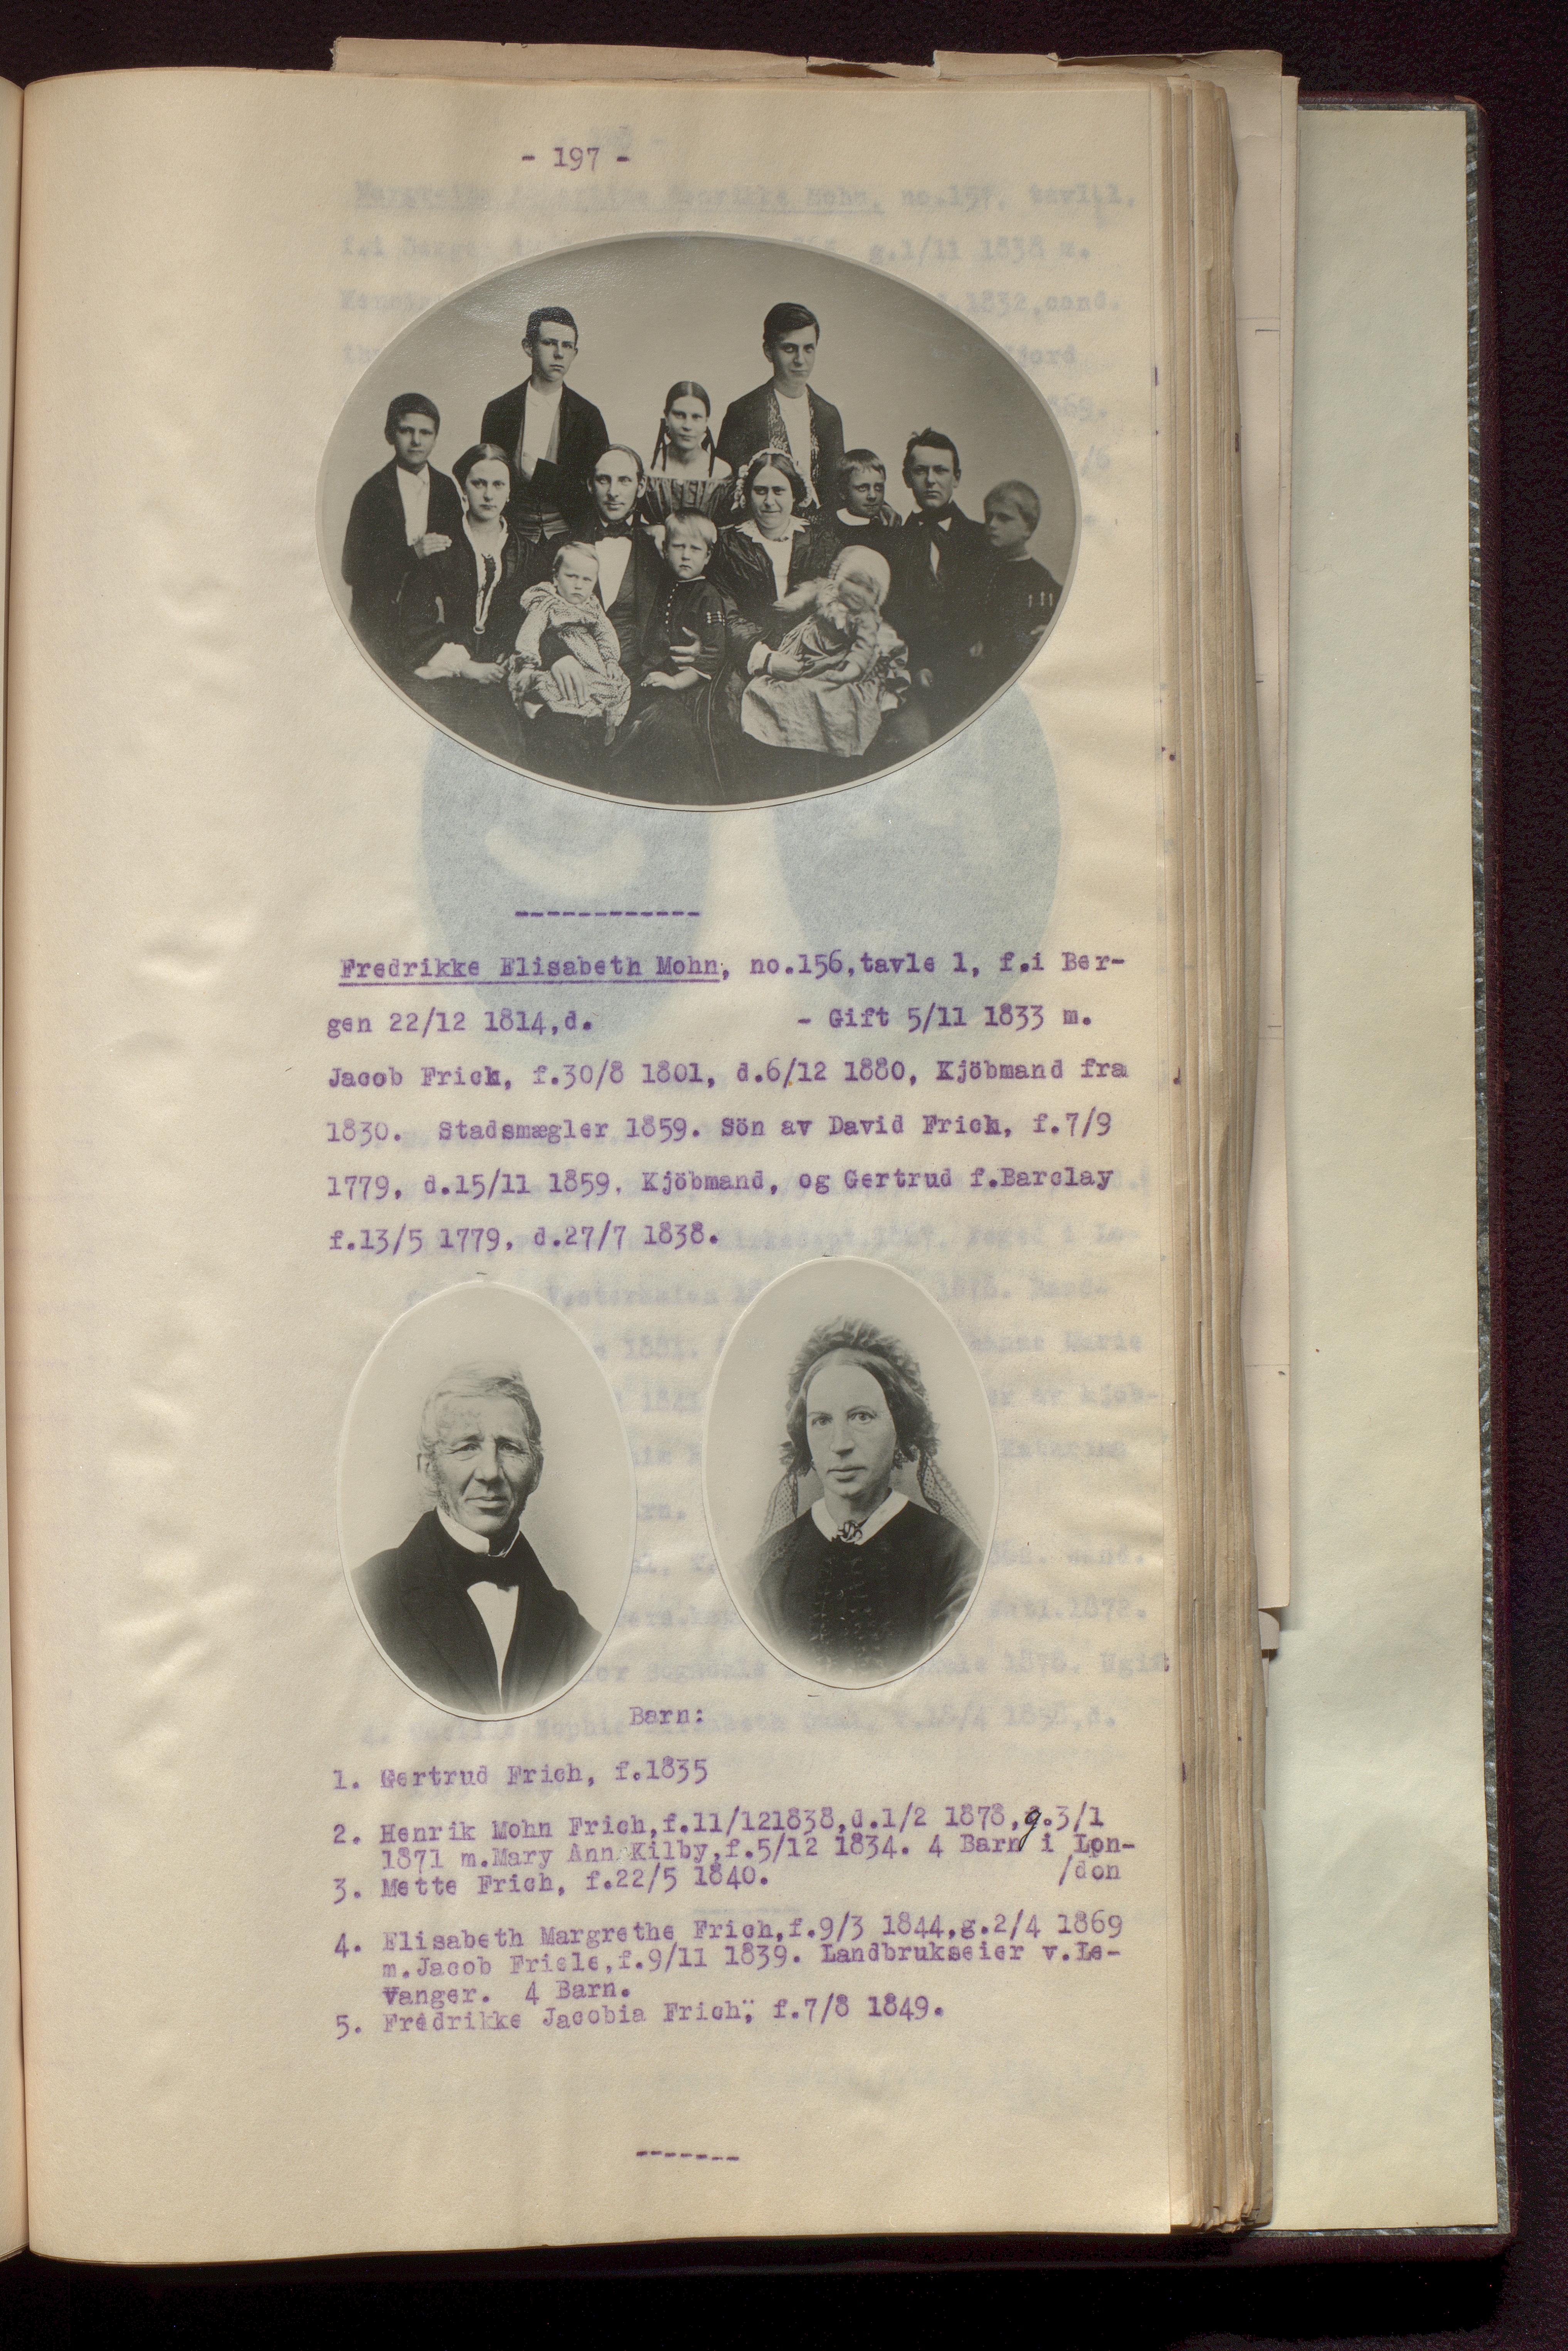 - 197 -
------------
Fredrikke Elisabeth Mohn, no.156,tavle 1, f.i Ber-
gen 22/12 1814,d. - Gift 5/11 1833 m.
Jacob Frich, f.30/8 1801, d.6/12 1880, Kjöbmand fra
1830. Stadsmægler 1859. Sön av David Frich, f.7/9
1779, d.15/11 1859, Kjöbmand, og Gertrud f.Barclay
f.13/5 1779, d.27/7 1838.
Barn:
1. Gertrud Frich, f.1835
2. Henrik Mohn Frich,f.11/121838,d.1/2 1878,g.3/1
1871 m.Mary Ann Kilby,f.5/12 1834. 4 Barn i Lon-
/don
3. Mette Frich, f.22/5 1840.
4. Elisabeth Margrethe Frich,f.9/3 1844,g.2/4 1869
m.Jacob Friele,f.9/11 1839. Landbrukseier v.Le-
vanger. 4 Barn.
5. Fredrikke Jacobia Frich, f.7/8 1849.
-------